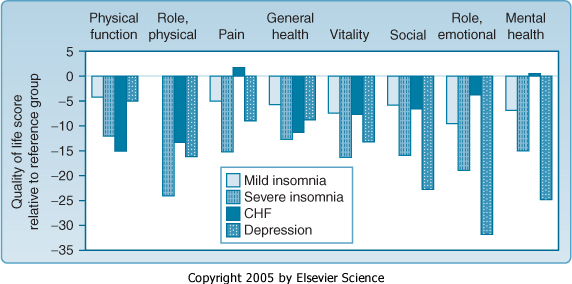 Physical function
Role, physical
Pain
General health
Vitality
Social
Role, emotional
Mental health
Quality of life score
relative to reference group
5
0
−5
−10
−15
−20
−25
−30
−35
Mild insomnia
Severe insomnia
CHF
Depression
Copyright 2005 by Elsevier Science